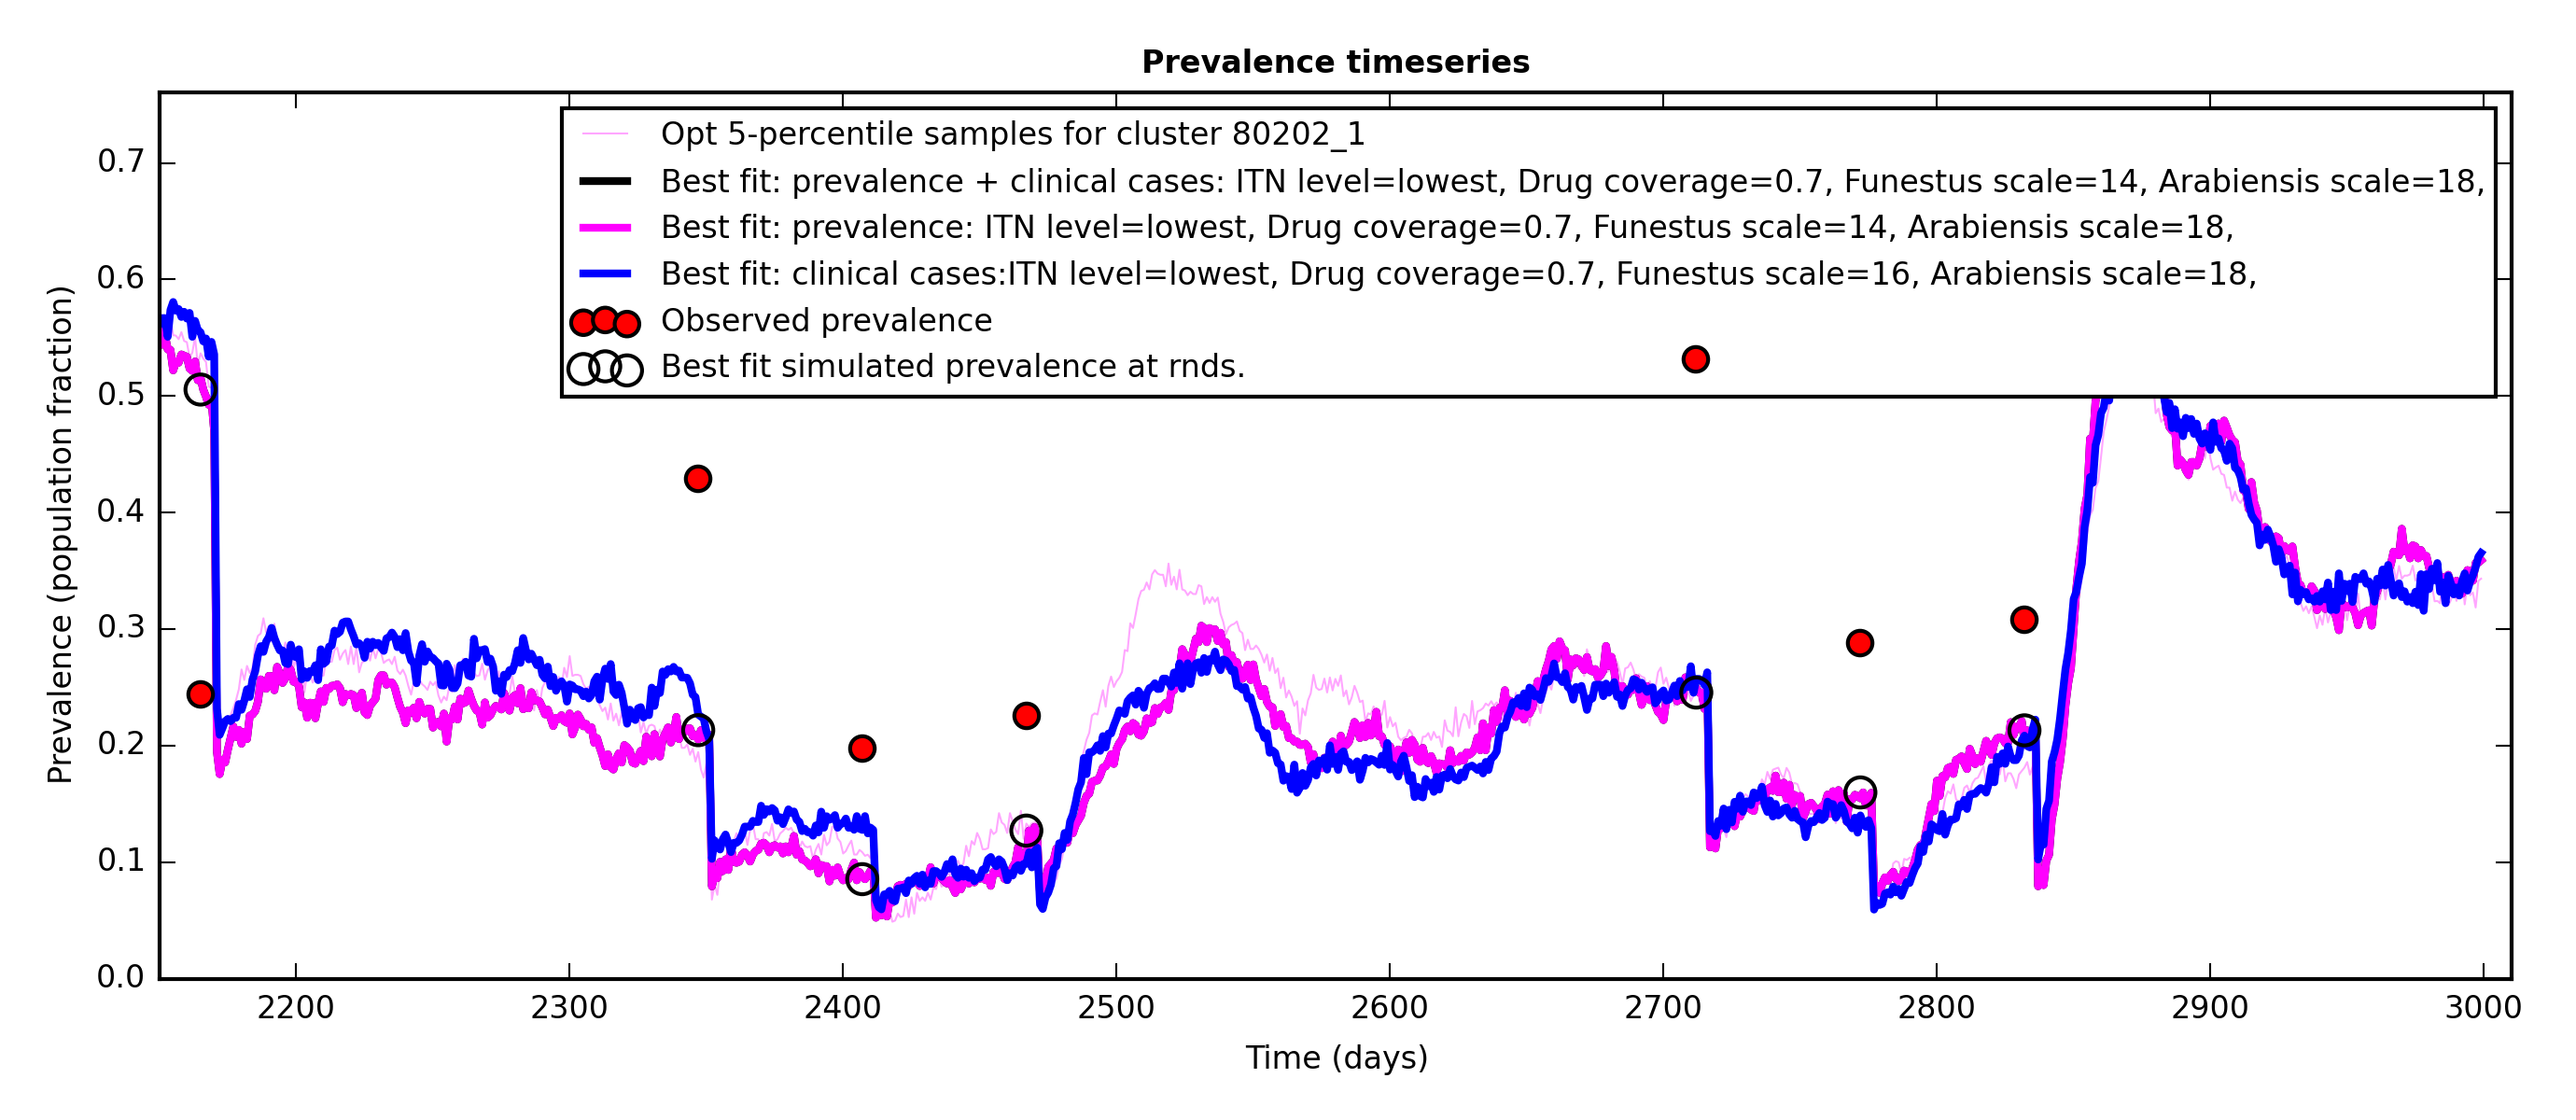 Prevalence timeseries
Opt 5-percentile samples for cluster 80202_1
Best fit: prevalence + clinical cases: ITN level=lowest, Drug coverage=0.7, Funestus scale=14, Arabiensis scale=18,
Best fit: prevalence: ITN level=lowest, Drug coverage=0.7, Funestus scale=14, Arabiensis scale=18,
Best fit: clinical cases:ITN level=lowest, Drug coverage=0.7, Funestus scale=16, Arabiensis scale=18,
Observed prevalence
Best fit simulated prevalence at rnds.
Prevalence (population fraction)
0.7
0.6
0.5
0.4
0.3
0.2
0.1
0.0
2200 2300 2400 2500 2600 2700 2800 2900 3000
Time (days)